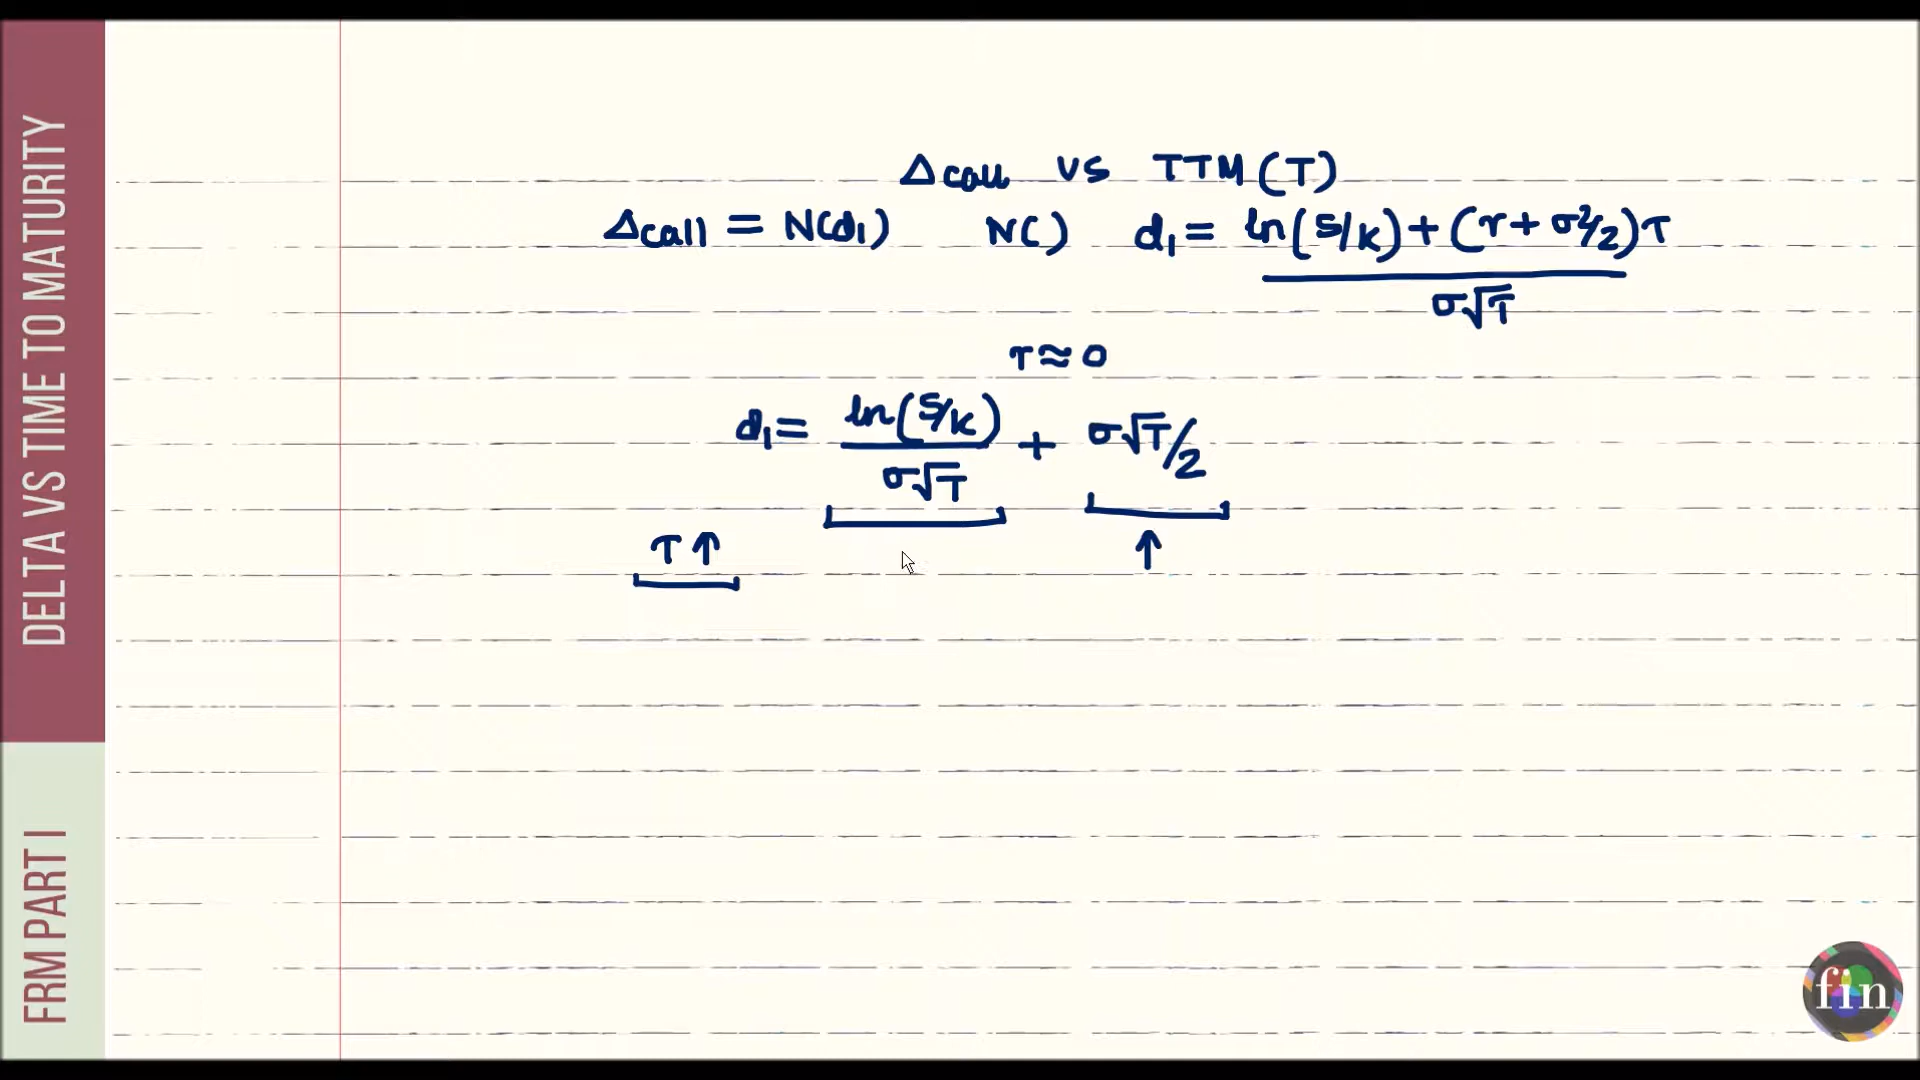 DELTA VS TIME TO MATURITY
FRM PART I
Δcall vs TTM (T)
Δcall = N(d₁) N( ) d₁ = ln(S/K) + (r + σ²/2)T
σ√T
r ≈ 0
d₁ = ln(S/K) + σ√T/2
σ√T
T ↑ ↑
fin